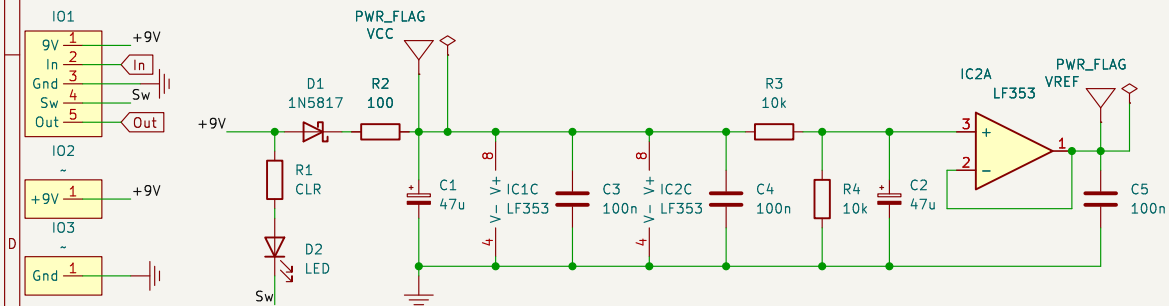 IO1
9V 1 +9V
In 2 In
Gnd 3
Sw 4 Sw
Out 5 Out
IO2
~
+9V 1 +9V
IO3
~
Gnd 1
D
+9V
D1
1N5817
R2
100
PWR_FLAG
VCC
R1
CLR
D2
LED
Sw
C1
47u
+
8
V+
V-
4
IC1C
LF353
C3
100n
8
V+
V-
4
IC2C
LF353
C4
100n
R3
10k
R4
10k
+
C2
47u
IC2A
LF353
3 +
2 -
1
PWR_FLAG
VREF
C5
100n